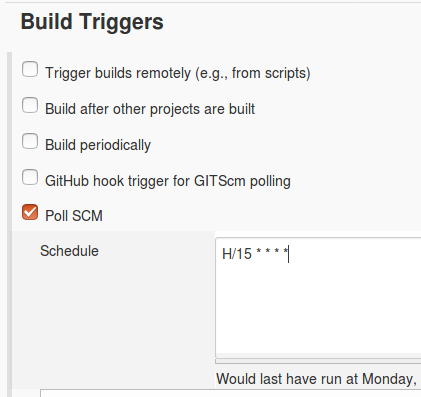 Build Triggers
Trigger builds remotely (e.g., from scripts)
Build after other projects are built
Build periodically
GitHub hook trigger for GITScm polling
Poll SCM
Schedule
H/15 * * * *
Would last have run at Monday,